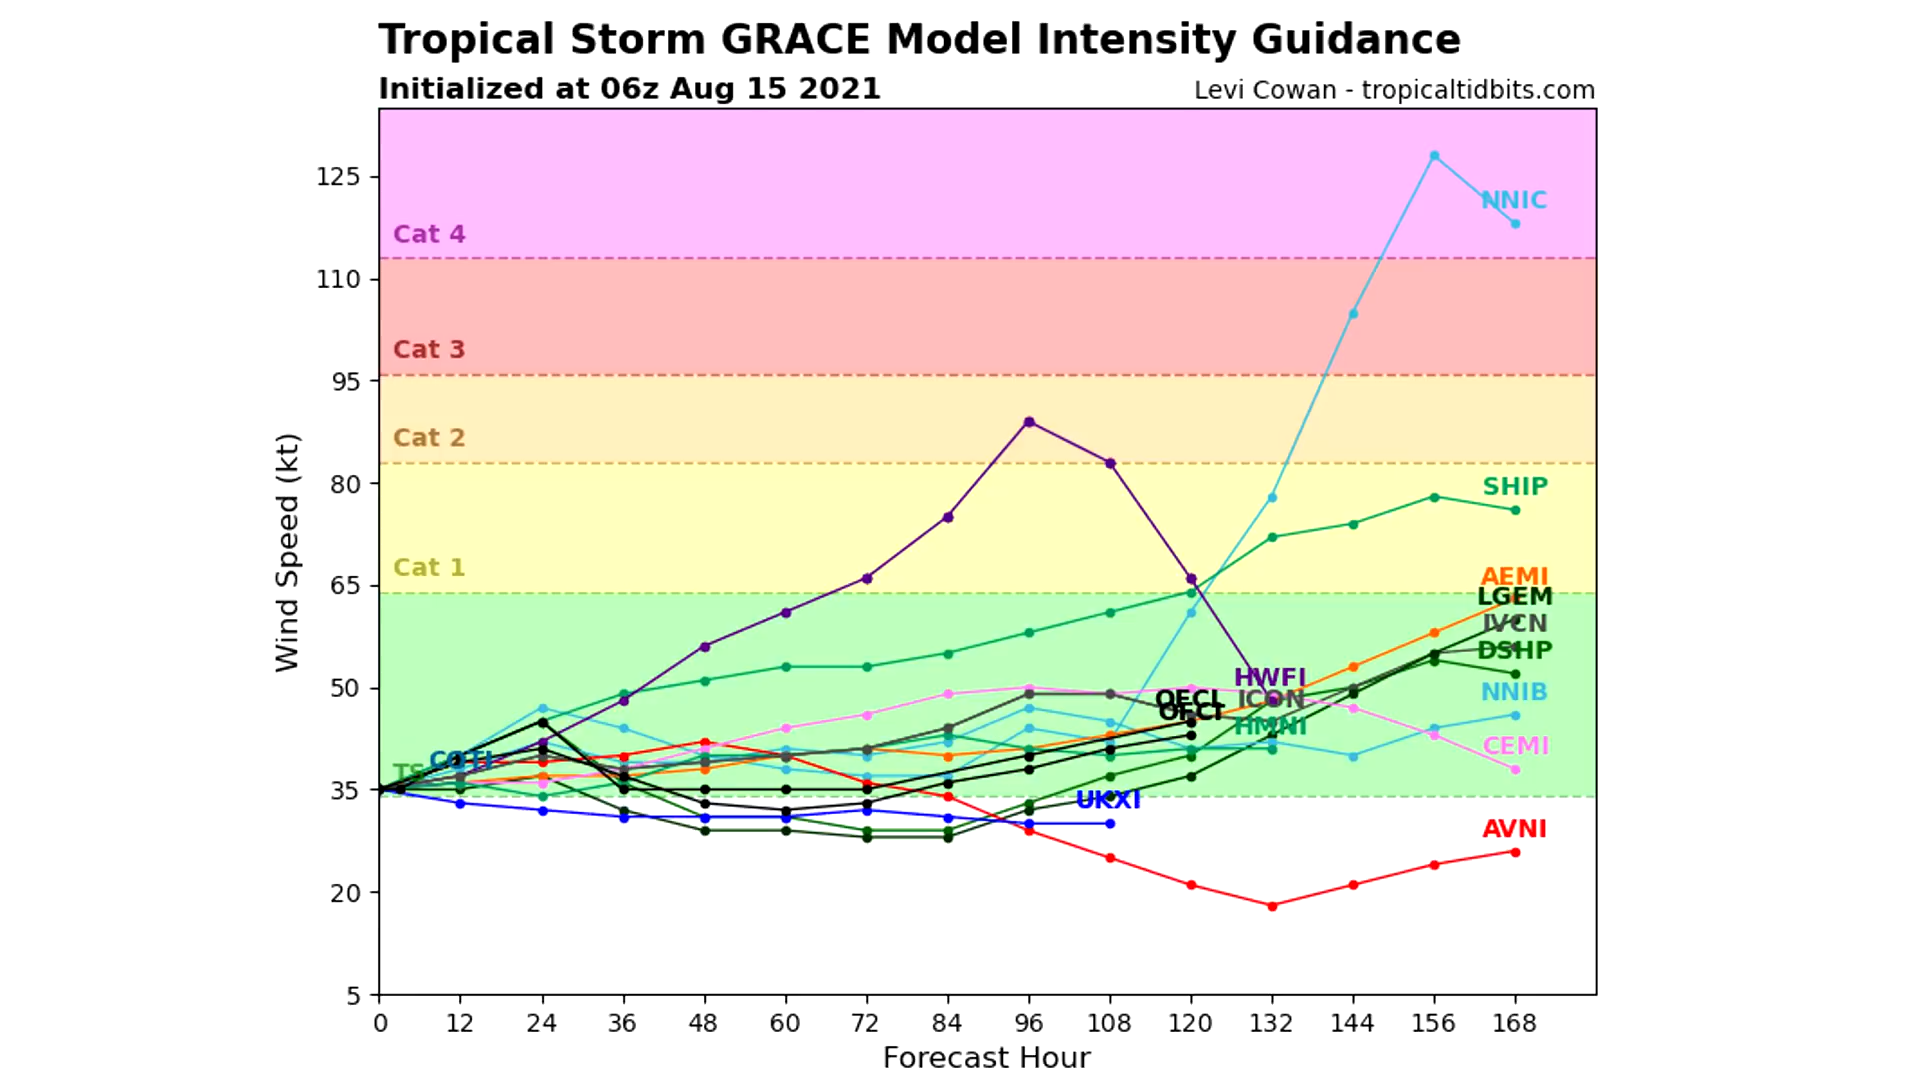 Tropical Storm GRACE Model Intensity Guidance
Initialized at 06z Aug 15 2021
Levi Cowan - tropicaltidbits.com
125
110
95
80
65
50
35
20
5
Wind Speed (kt)
Cat 4
Cat 3
Cat 2
Cat 1
TS
NNIC
SHIP
AEMI
LGEM
IVCN
DSHP
NNIB
CEMI
AVNI
HWFI
ICON
HMNI
OFCL
OFCI
UKXI
0 12 24 36 48 60 72 84 96 108 120 132 144 156 168
Forecast Hour